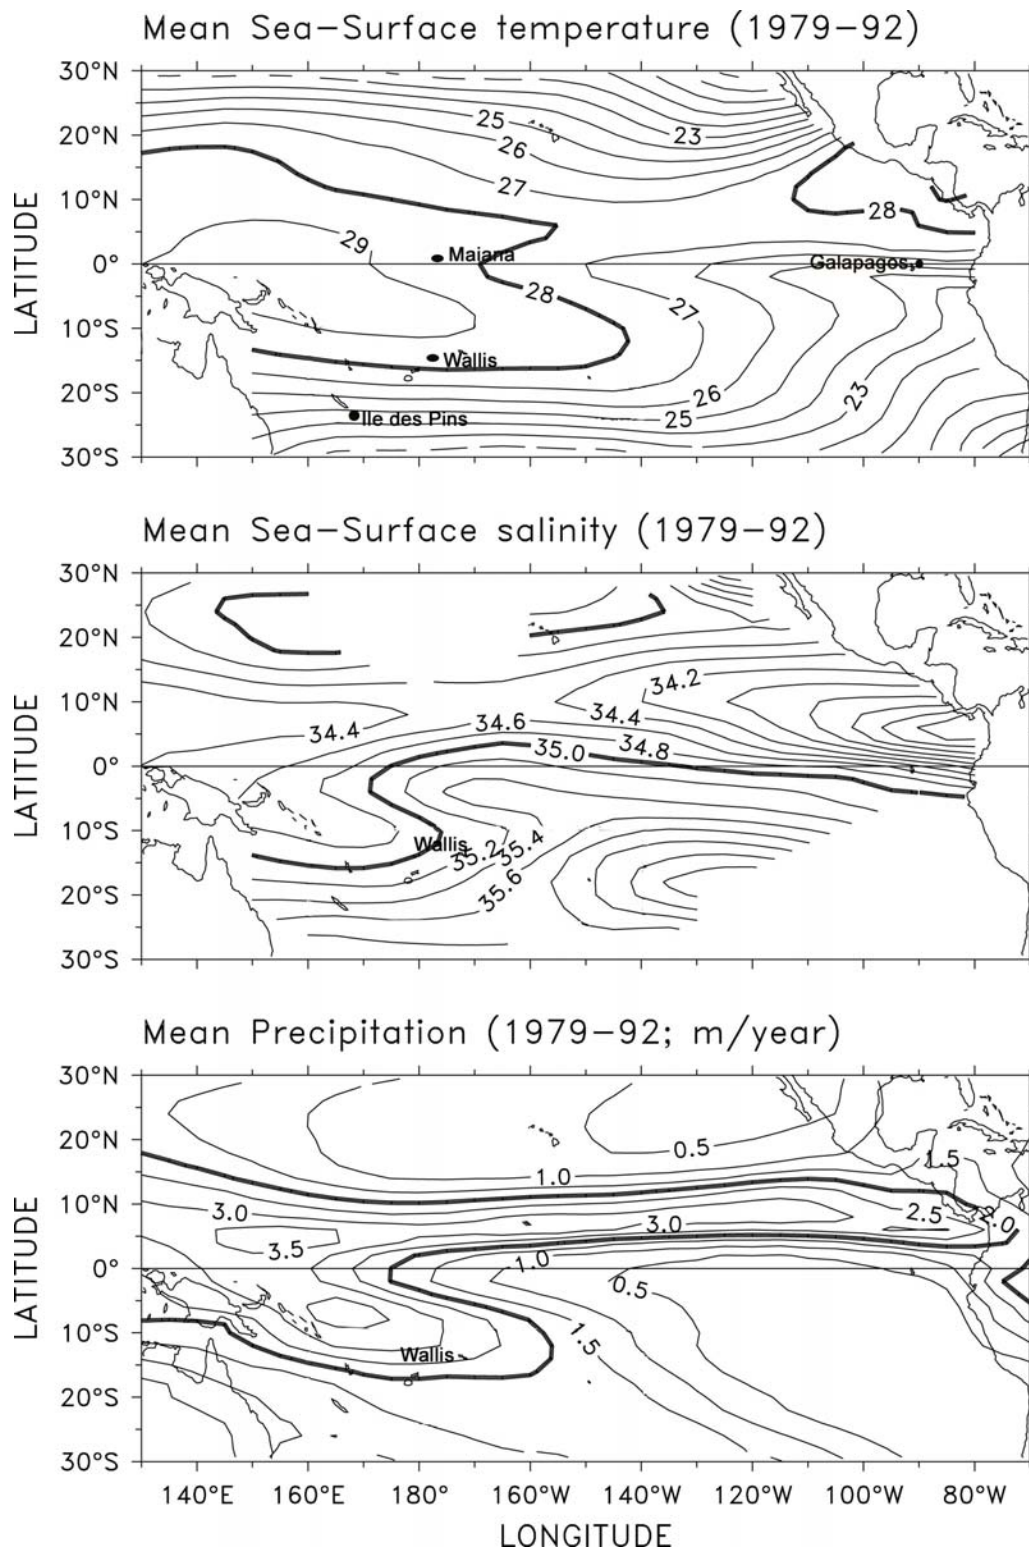 Mean Sea-Surface temperature (1979-92)
30°N
20°N
10°N
0°
10°S
20°S
30°S
LATITUDE
25
26
27
23
28
29
Maiana
Galapagos
28
27
Wallis
26
25
23
Ile des Pins
Mean Sea-Surface salinity (1979-92)
30°N
20°N
10°N
0°
10°S
20°S
30°S
LATITUDE
34.2
34.4
34.6
34.4
35.0
34.8
Wallis
35.2
35.4
35.6
Mean Precipitation (1979-92; m/year)
30°N
20°N
10°N
0°
10°S
20°S
30°S
LATITUDE
0.5
1.5
1.0
3.0
2.5
2.0
3.0
3.5
1.0
0.5
1.5
Wallis
140°E 160°E 180° 160°W 140°W 120°W 100°W 80°W
LONGITUDE